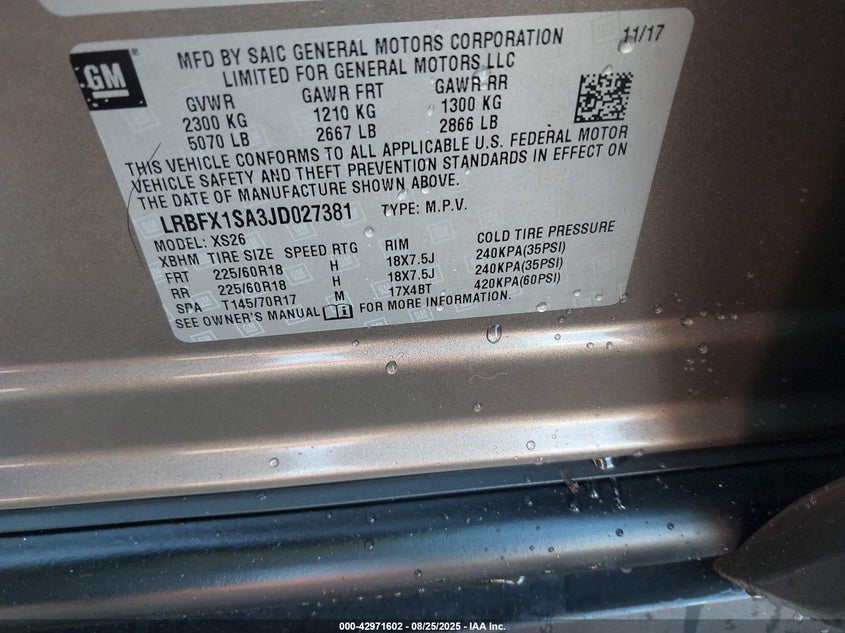 GM
MFD BY SAIC GENERAL MOTORS CORPORATION 11/17
LIMITED FOR GENERAL MOTORS LLC
GVWR GAWR FRT GAWR RR
2300 KG 1210 KG 1300 KG
5070 LB 2667 LB 2866 LB
THIS VEHICLE CONFORMS TO ALL APPLICABLE U.S. FEDERAL MOTOR
VEHICLE SAFETY AND THEFT PREVENTION STANDARDS IN EFFECT ON
THE DATE OF MANUFACTURE SHOWN ABOVE.
LRBFX1SA3JD027381 TYPE: M.P.V.
MODEL: XS26
XBHM TIRE SIZE SPEED RTG RIM COLD TIRE PRESSURE
FRT 225/60R18 H 18X7.5J 240KPA(35PSI)
RR 225/60R18 H 18X7.5J 240KPA(35PSI)
SPA T145/70R17 M 17X4BT 420KPA(60PSI)
SEE OWNER'S MANUAL FOR MORE INFORMATION.
000-42971602 - 08/25/2025 - IAA Inc.